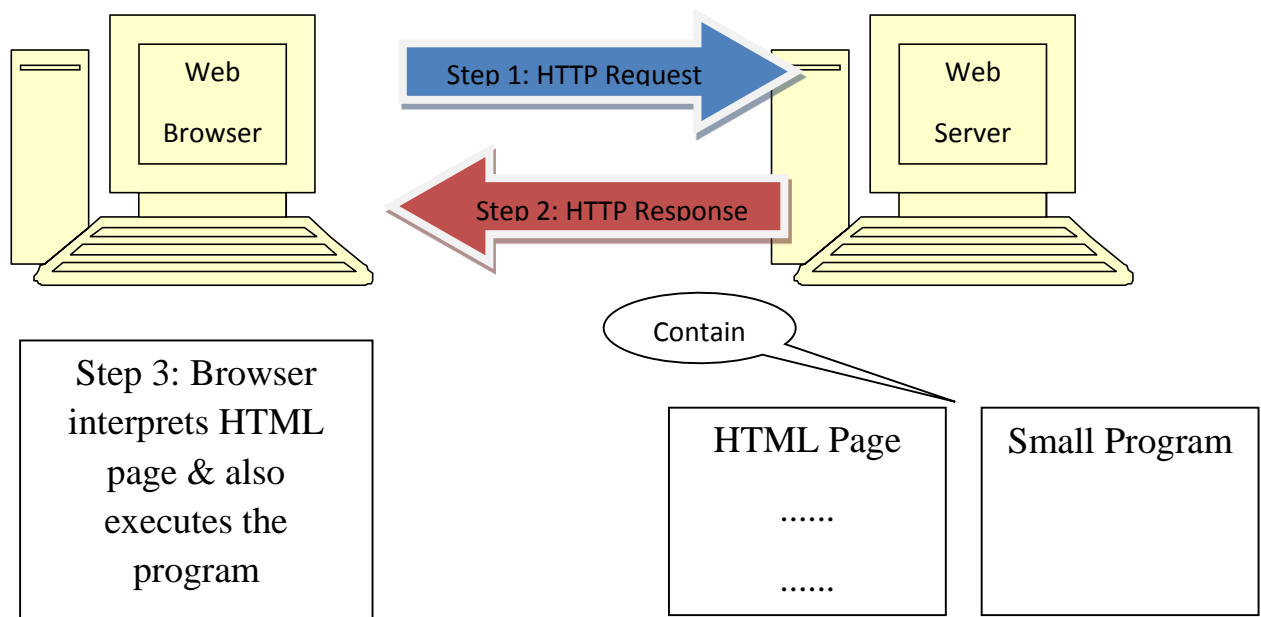 Web
Browser
Step 1: HTTP Request
Web
Server
Step 2: HTTP Response
Contain
Step 3: Browser
interprets HTML
page & also
executes the
program
HTML Page
......
......
Small Program